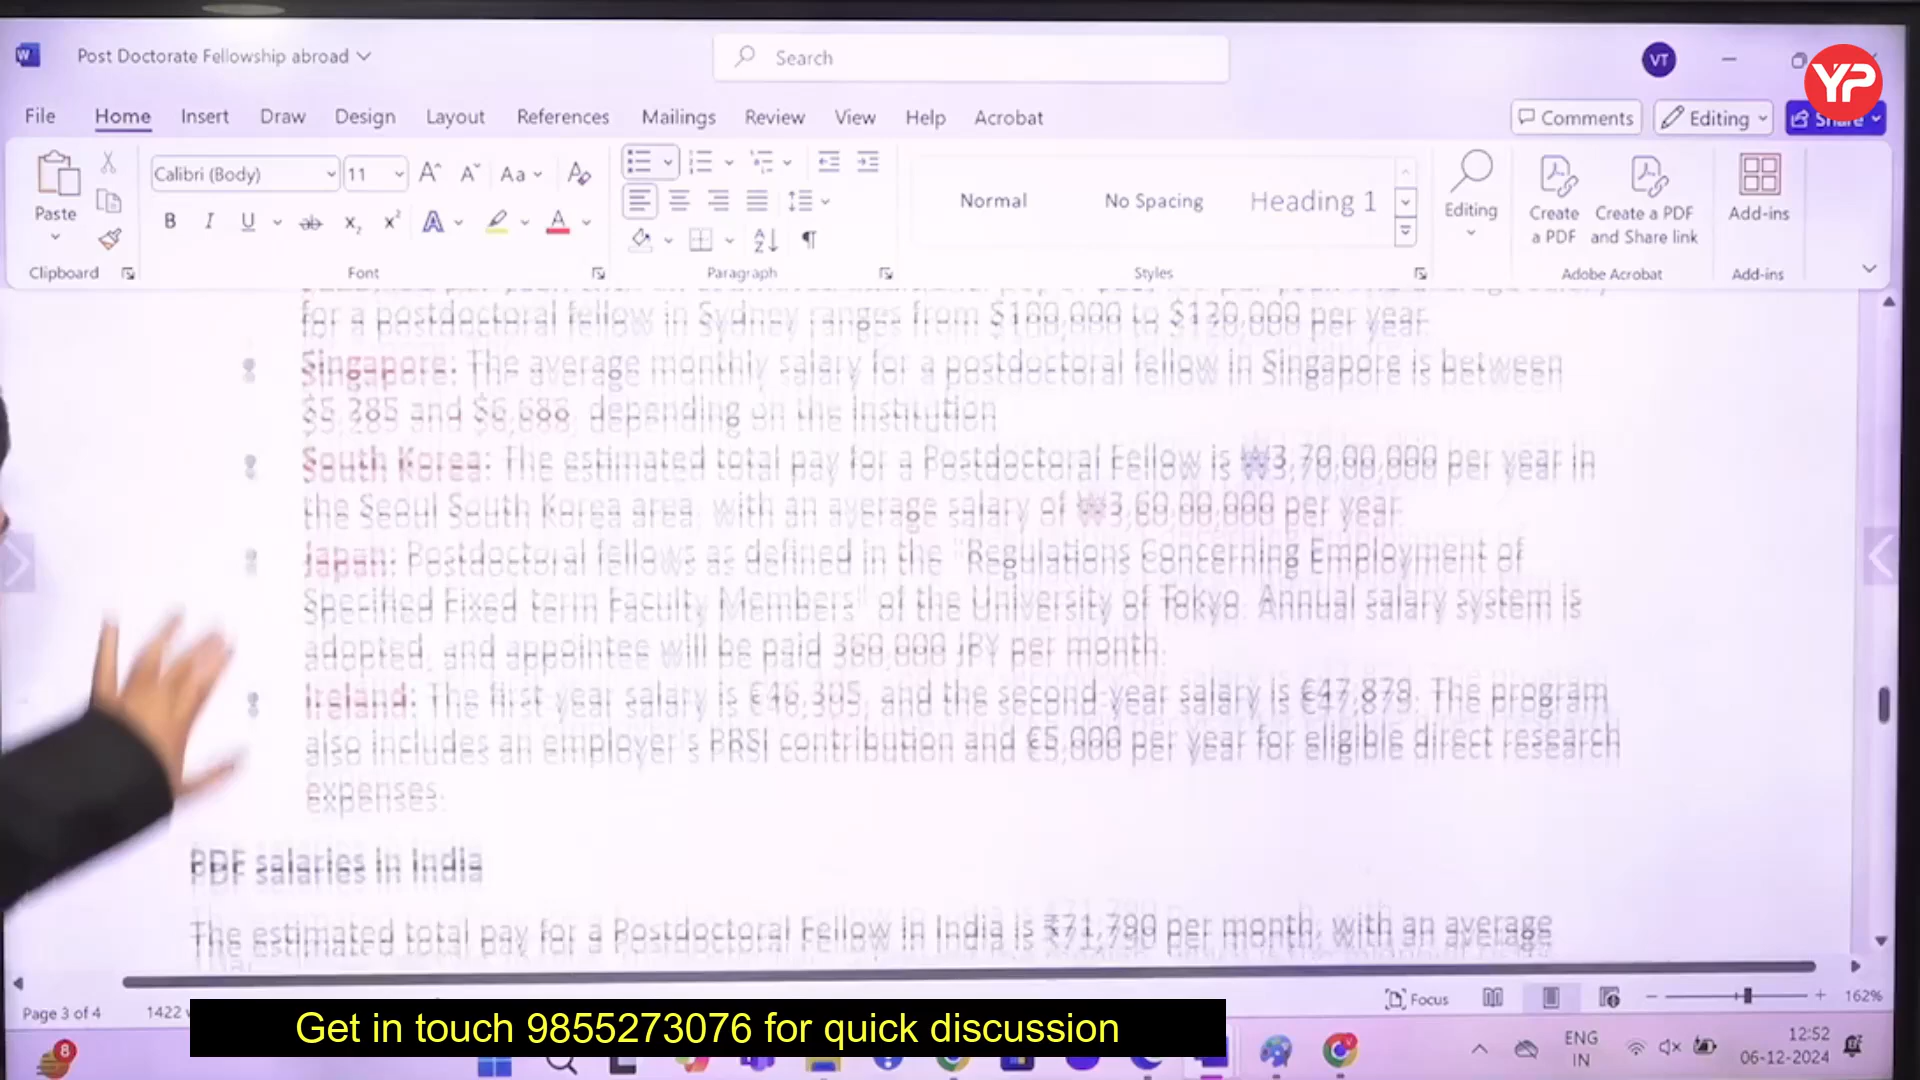 Post Doctorate Fellowship abroad
Search
VT
YP
File Home Insert Draw Design Layout References Mailings Review View Help Acrobat
Comments Editing Share
Calibri (Body) 11 Aa
Paste
B I U ab x₂ x² A A
Normal No Spacing Heading 1
Editing
Create a PDF
Create a PDF and Share link
Add-ins
Clipboard Font Paragraph Styles Adobe Acrobat Add-ins
for a postdoctoral fellow in Sydney ranges from $100,000 to $120,000 per year.
Singapore: The average monthly salary for a postdoctoral fellow in Singapore is between
and depending on the institution
South Korea: The estimated total pay for a Postdoctoral Fellow is ₩3,70,00,000 per year in
the Seoul South Korea area, with an average salary of ₩3,60,00,000 per year.
Japan: Postdoctoral fellows as defined in the "Regulations Concerning Employment of
Specified Fixed term Faculty Members" of the University of Tokyo. Annual salary system is
adopted, and appointee will be paid 360,000 JPY per month.
Ireland: The first-year salary is €46,305, and the second-year salary is €47,879. The program
also includes an employer's PRSI contribution and €5,000 per year for eligible direct research
expenses.
PDF salaries in India
The estimated total pay for a Postdoctoral Fellow in India is ₹71,790 per month, with an average
Page 3 of 4 1422
Focus 162%
Get in touch 9855273076 for quick discussion
8
ENG
IN
12:52
06-12-2024